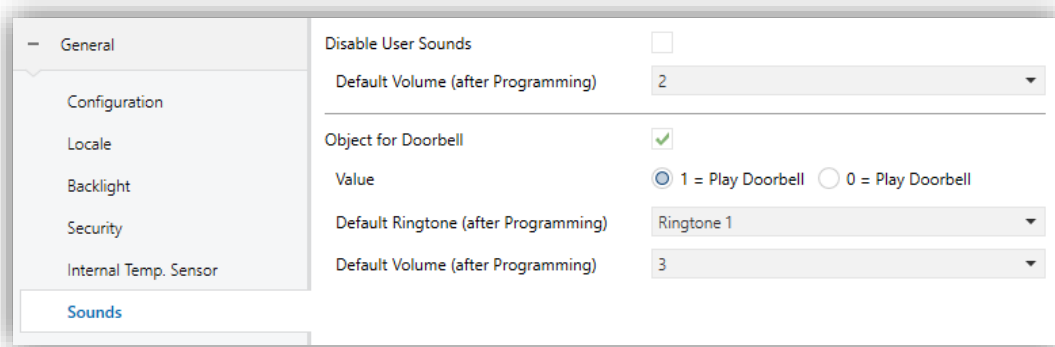 General
Configuration
Locale
Backlight
Security
Internal Temp. Sensor
Sounds
Disable User Sounds
Default Volume (after Programming) 2
Object for Doorbell
Value 1 = Play Doorbell 0 = Play Doorbell
Default Ringtone (after Programming) Ringtone 1
Default Volume (after Programming) 3